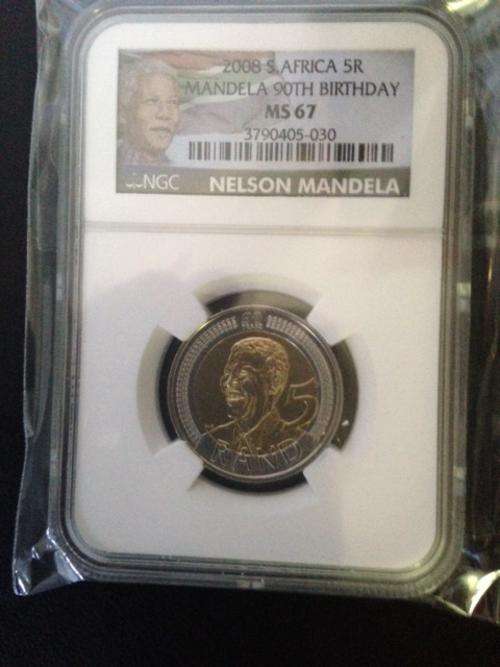 2008 S.AFRICA 5R
MANDELA 90TH BIRTHDAY
MS 67
3790405-030
NGC NELSON MANDELA
5
RAND